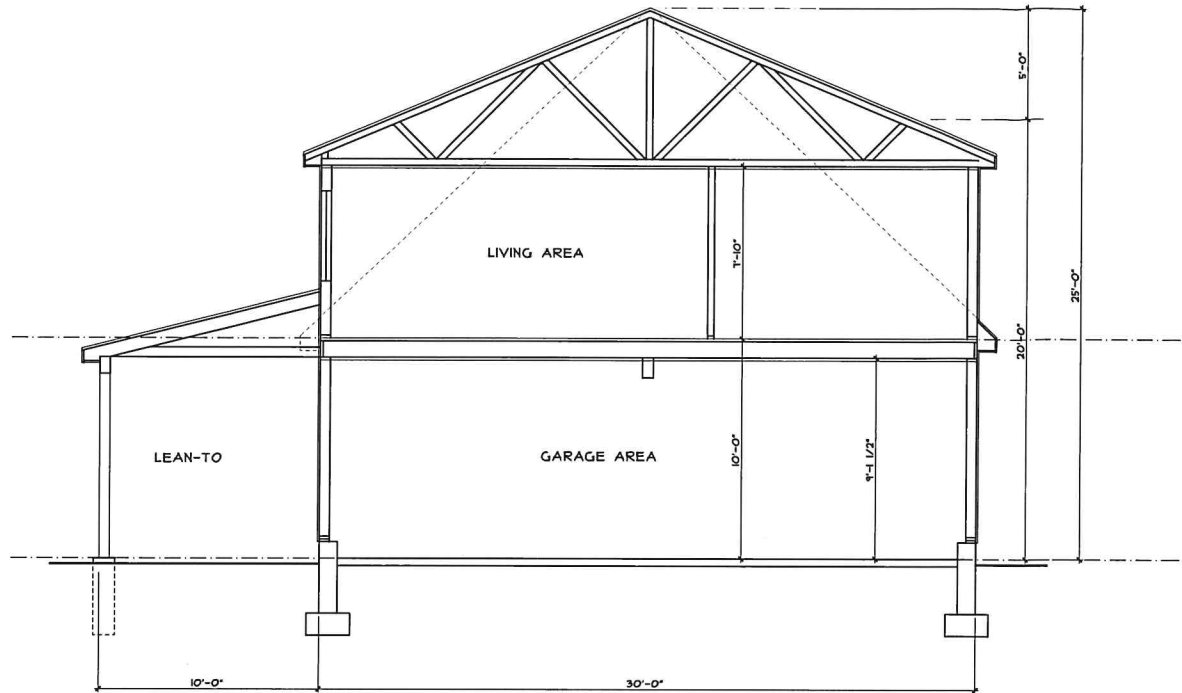 5'-0"
LIVING AREA
7'-10"
25'-0"
20'-0"
LEAN-TO
GARAGE AREA
10'-0"
9'-1 1/2"
10'-0"
30'-0"